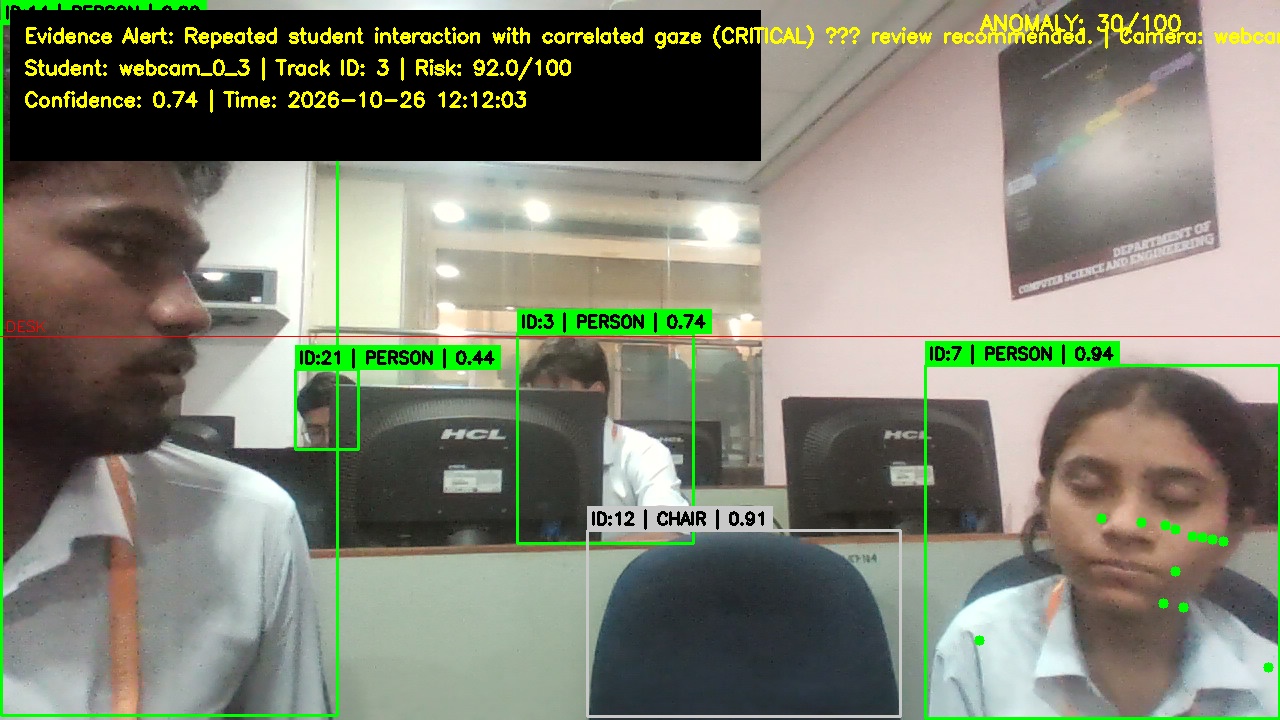 Evidence Alert: Repeated student interaction with correlated gaze (CRITICAL) ??? review recommended. | Camera: webcam
Student: webcam_0_3 | Track ID: 3 | Risk: 92.0/100
Confidence: 0.74 | Time: 2026-10-26 12:12:03
ANOMALY: 30/100
DEPARTMENT OF
COMPUTER SCIENCE AND ENGINEERING
DESK
ID:3 | PERSON | 0.74
ID:21 | PERSON | 0.44
ID:7 | PERSON | 0.94
HCL
HCL
HCL
ID:12 | CHAIR | 0.91